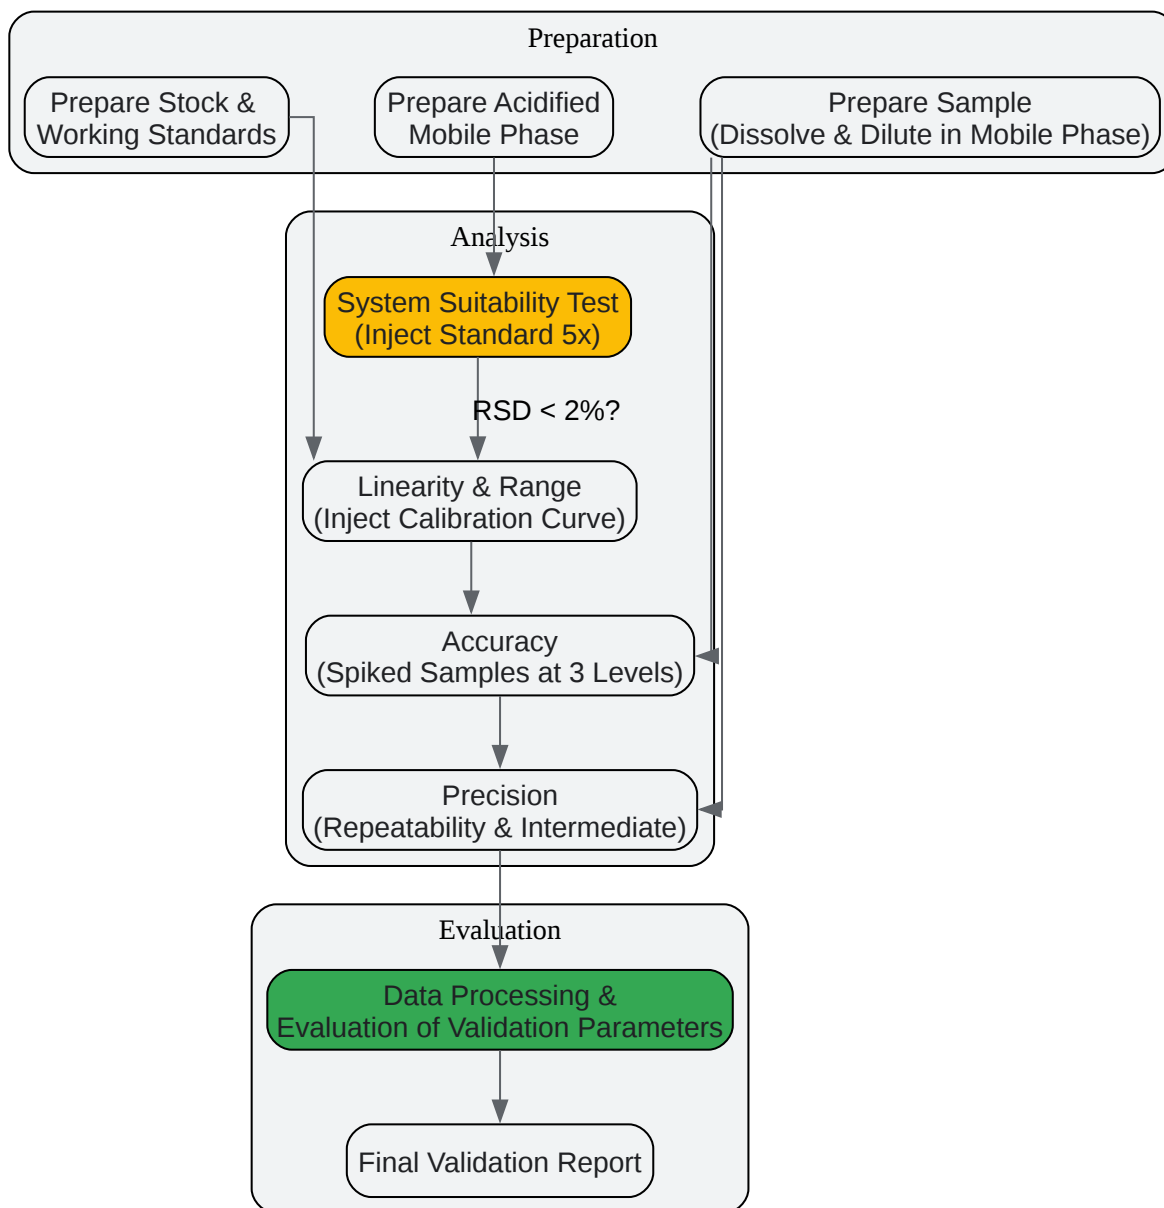 Preparation
Prepare Stock &
Working Standards
Prepare Acidified
Mobile Phase
Prepare Sample
(Dissolve & Dilute in Mobile Phase)
Analysis
System Suitability Test
(Inject Standard 5x)
RSD < 2%?
Linearity & Range
(Inject Calibration Curve)
Accuracy
(Spiked Samples at 3 Levels)
Precision
(Repeatability & Intermediate)
Evaluation
Data Processing &
Evaluation of Validation Parameters
Final Validation Report